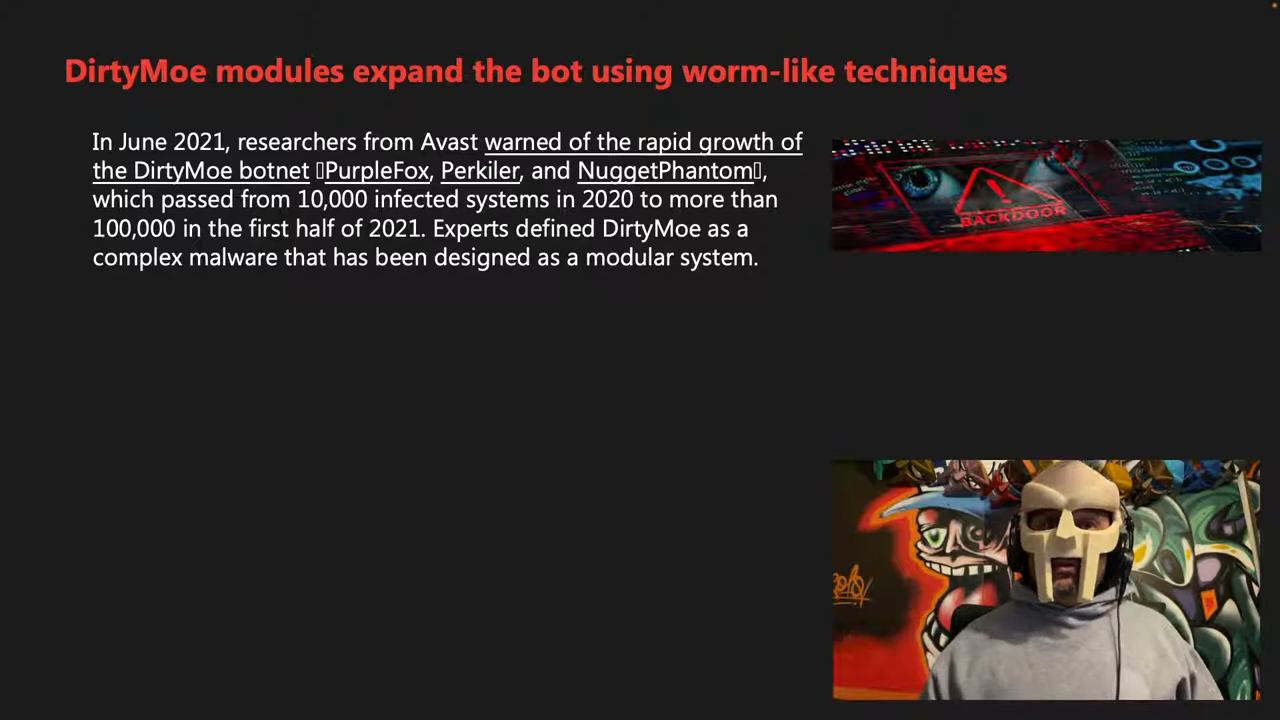 DirtyMoe modules expand the bot using worm-like techniques
In June 2021, researchers from Avast warned of the rapid growth of
the DirtyMoe botnet ▯PurpleFox, Perkiler, and NuggetPhantom▯,
which passed from 10,000 infected systems in 2020 to more than
100,000 in the first half of 2021. Experts defined DirtyMoe as a
complex malware that has been designed as a modular system.
BACKDOOR